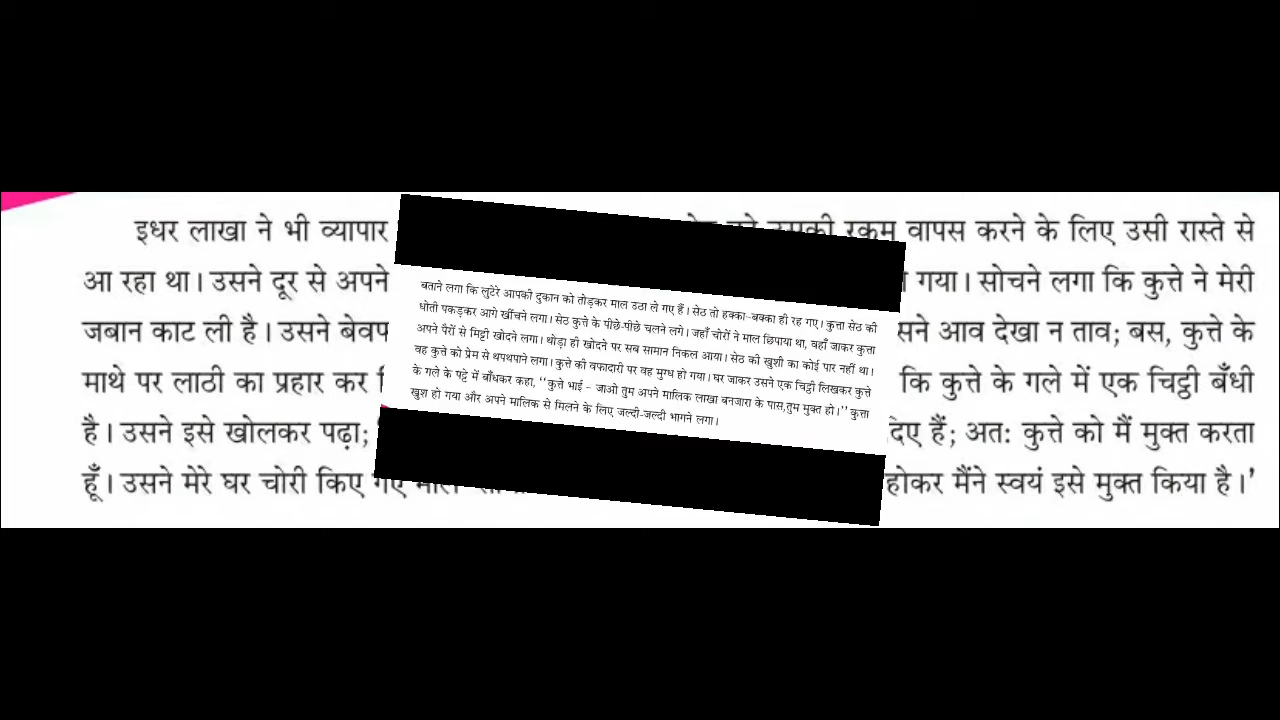 इधर लाखा ने भी व्यापार उसकी रकम वापस करने के लिए उसी रास्ते से
आ रहा था। उसने दूर से अपने गया। सोचने लगा कि कुत्ते ने मेरी
जबान काट ली है। उसने आव देखा न ताव; बस, कुत्ते के
माथे पर लाठी का प्रहार कर कि कुत्ते के गले में एक चिट्ठी बँधी
है। उसने इसे खोलकर पढ़ा; हैं; अतः कुत्ते को मैं मुक्त करता
हूँ। उसने मेरे घर चोरी किए गए होकर मैंने स्वयं इसे मुक्त किया है।’
बताने लगा कि लुटेरे आपकी दुकान को तोड़कर माल उठा ले गए हैं। सेठ तो हक्का-बक्का ही रह गए। कुत्ता सेठ की
धोती पकड़कर आगे खींचने लगा। सेठ कुत्ते के पीछे-पीछे चलने लगे। जहाँ चोरों ने माल छिपाया था, वहाँ जाकर कुत्ता
अपने पैरों से मिट्टी खोदने लगा। थोड़ा ही खोदने पर सब सामान निकल आया। सेठ की खुशी का कोई पार नहीं था।
वह कुत्ते को प्रेम से थपथपाने लगा। कुत्ते की वफादारी पर वह मुग्ध हो गया। घर जाकर उसने एक चिट्ठी लिखकर कुत्ते
के गले के पट्टे में बाँधकर कहा, “कुत्ते भाई – जाओ तुम अपने मालिक लाखा बनजारा के पास,तुम मुक्त हो।” कुत्ता
खुश हो गया और अपने मालिक से मिलने के लिए जल्दी-जल्दी भागने लगा।